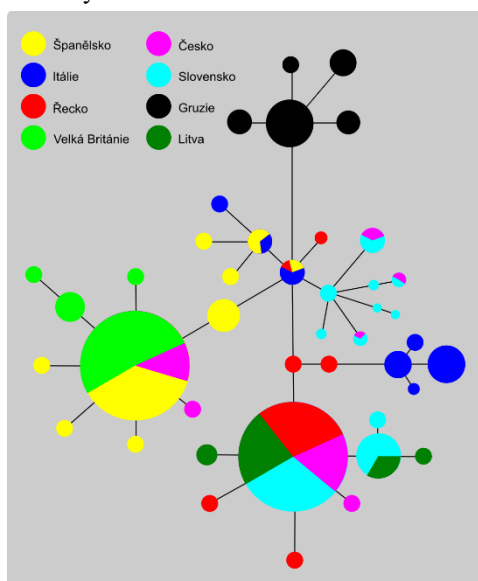 Španělsko
Itálie
Řecko
Velká Británie
Česko
Slovensko
Gruzie
Litva